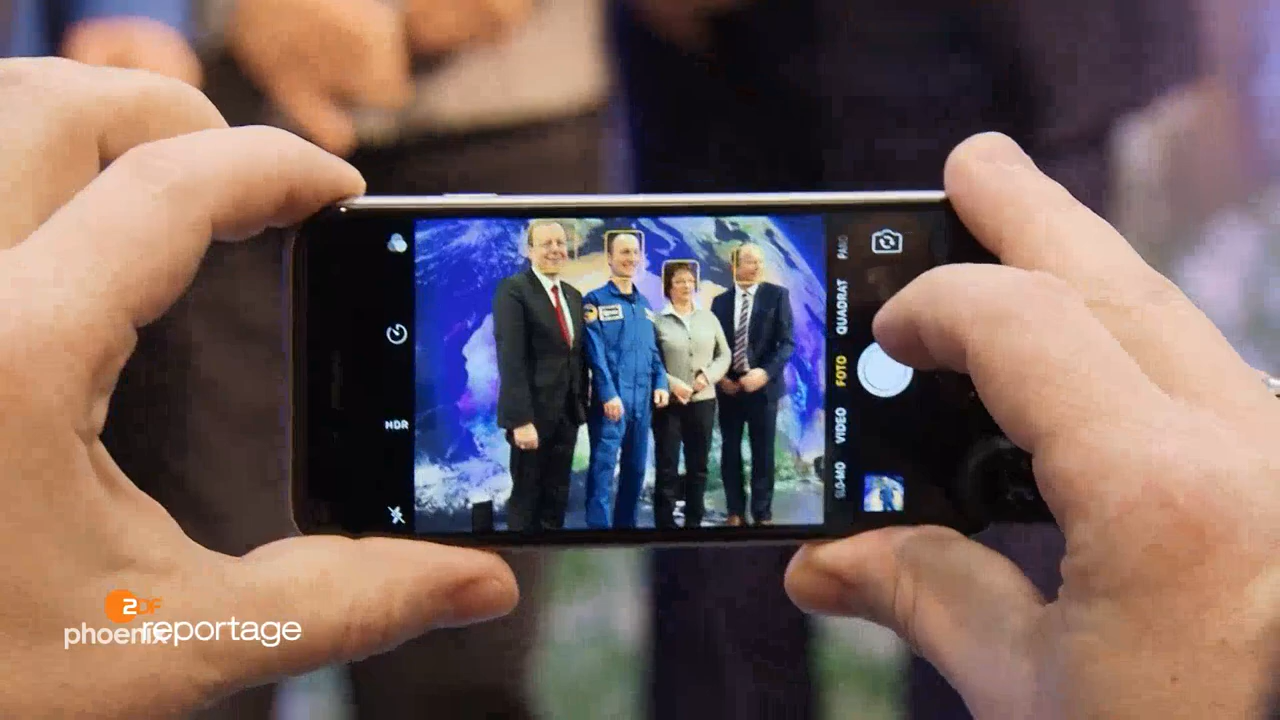 HDR
PANO
QUADRAT
FOTO
VIDEO
SLO-MO
2DF
phoenix
reportage